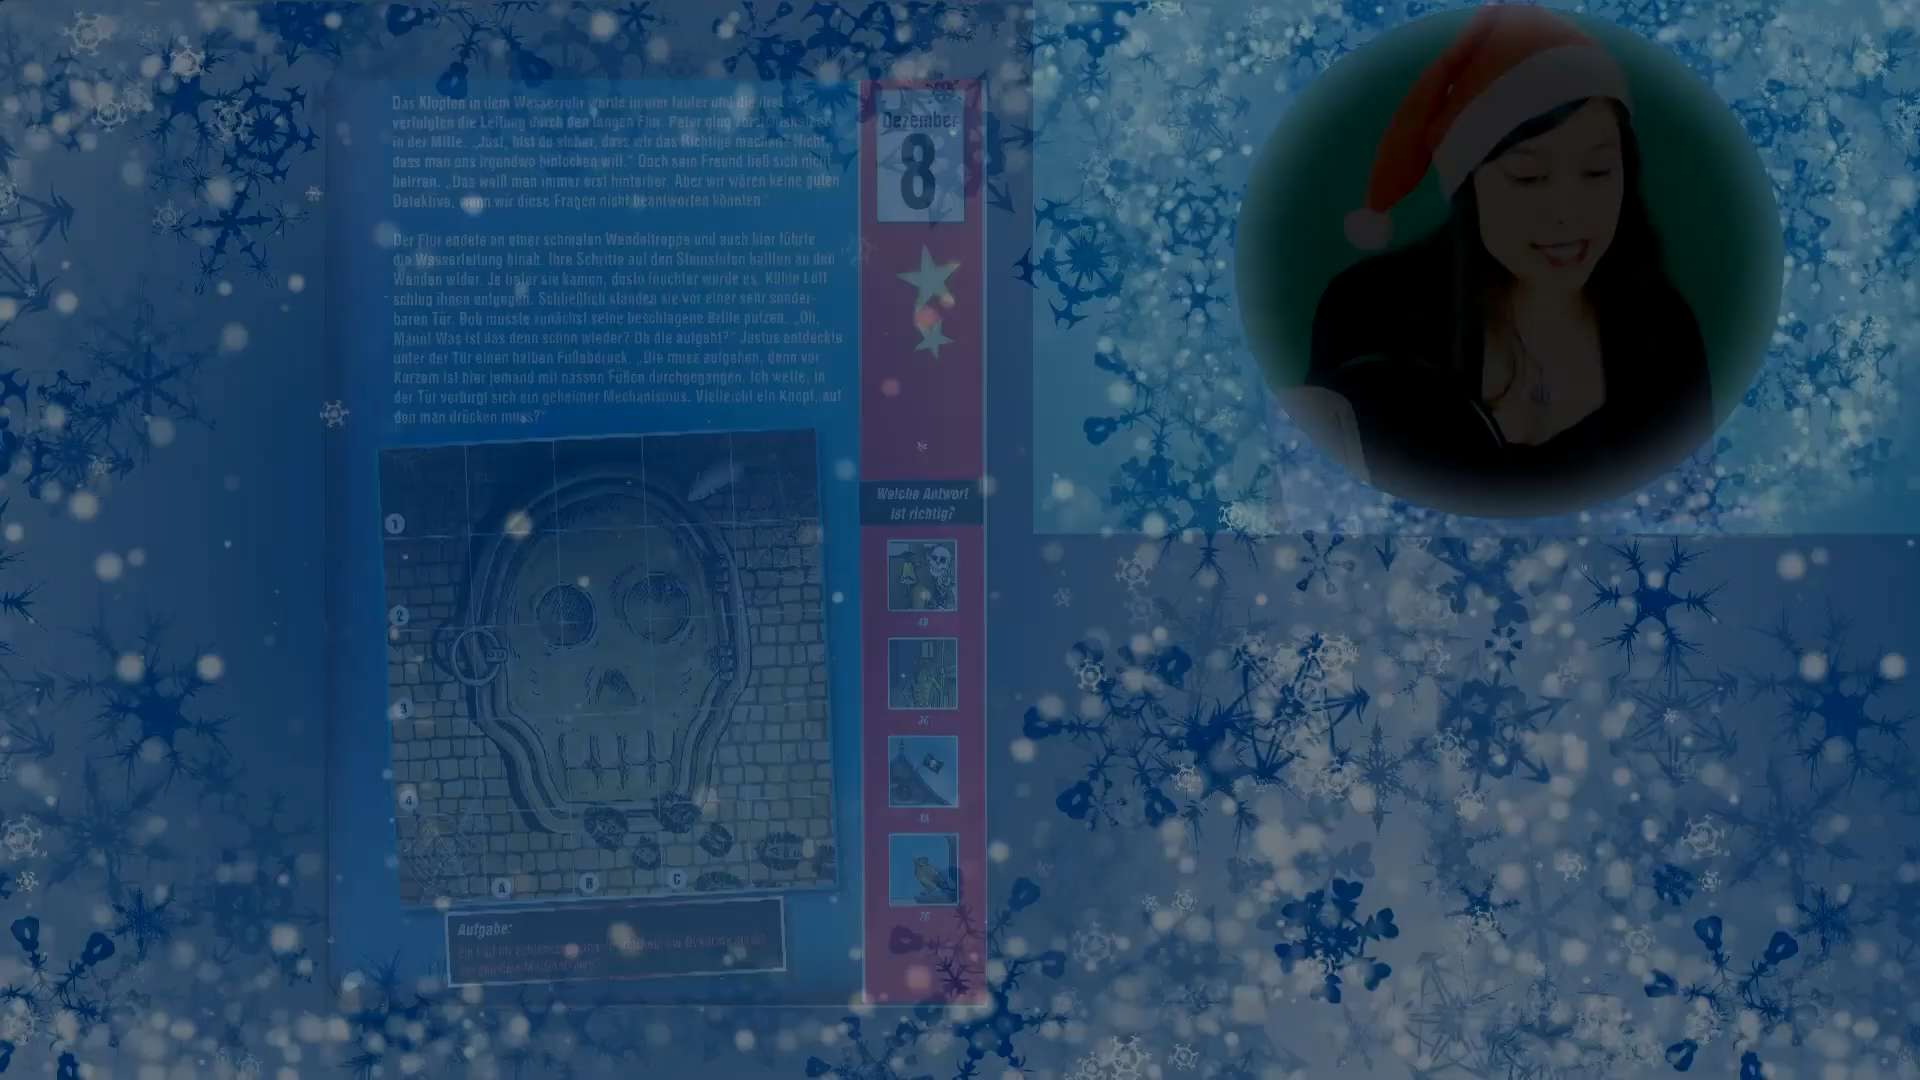 Das Klopfen in dem Wasserrohr wurde immer lauter und die drei ???
verfolgten die Leitung durch den langen Flur. Peter ging vorsichtshalber
in der Mitte. „Just, bist du sicher, dass wir das Richtige machen? Nicht,
dass man uns irgendwo hinlocken will.“ Doch sein Freund ließ sich nicht
beirren. „Das weiß man immer erst hinterher. Aber wir wären keine guten
Detektive, wenn wir diese Fragen nicht beantworten könnten.“
Der Flur endete an einer schmalen Wendeltreppe und auch hier führte
die Wasserleitung hinab. Ihre Schritte auf den Steinstufen hallten an den
Wänden wider. Je tiefer sie kamen, desto feuchter wurde es. Kühle Luft
schlug ihnen entgegen. Schließlich standen sie vor einer sehr sonder-
baren Tür. Bob musste zunächst seine beschlagene Brille putzen. „Oh,
Mann! Was ist das denn schon wieder? Ob die aufgeht?“ Justus entdeckte
unter der Tür einen halben Fußabdruck. „Die muss aufgehen, denn vor
Kurzem ist hier jemand mit nassen Füßen durchgegangen. Ich wette, in
der Tür verbirgt sich ein geheimer Mechanismus. Vielleicht ein Knopf, auf
den man drücken muss?“
Dezember
8
Welche Antwort
ist richtig?
1
2
3
4
A
B
C
Aufgabe: